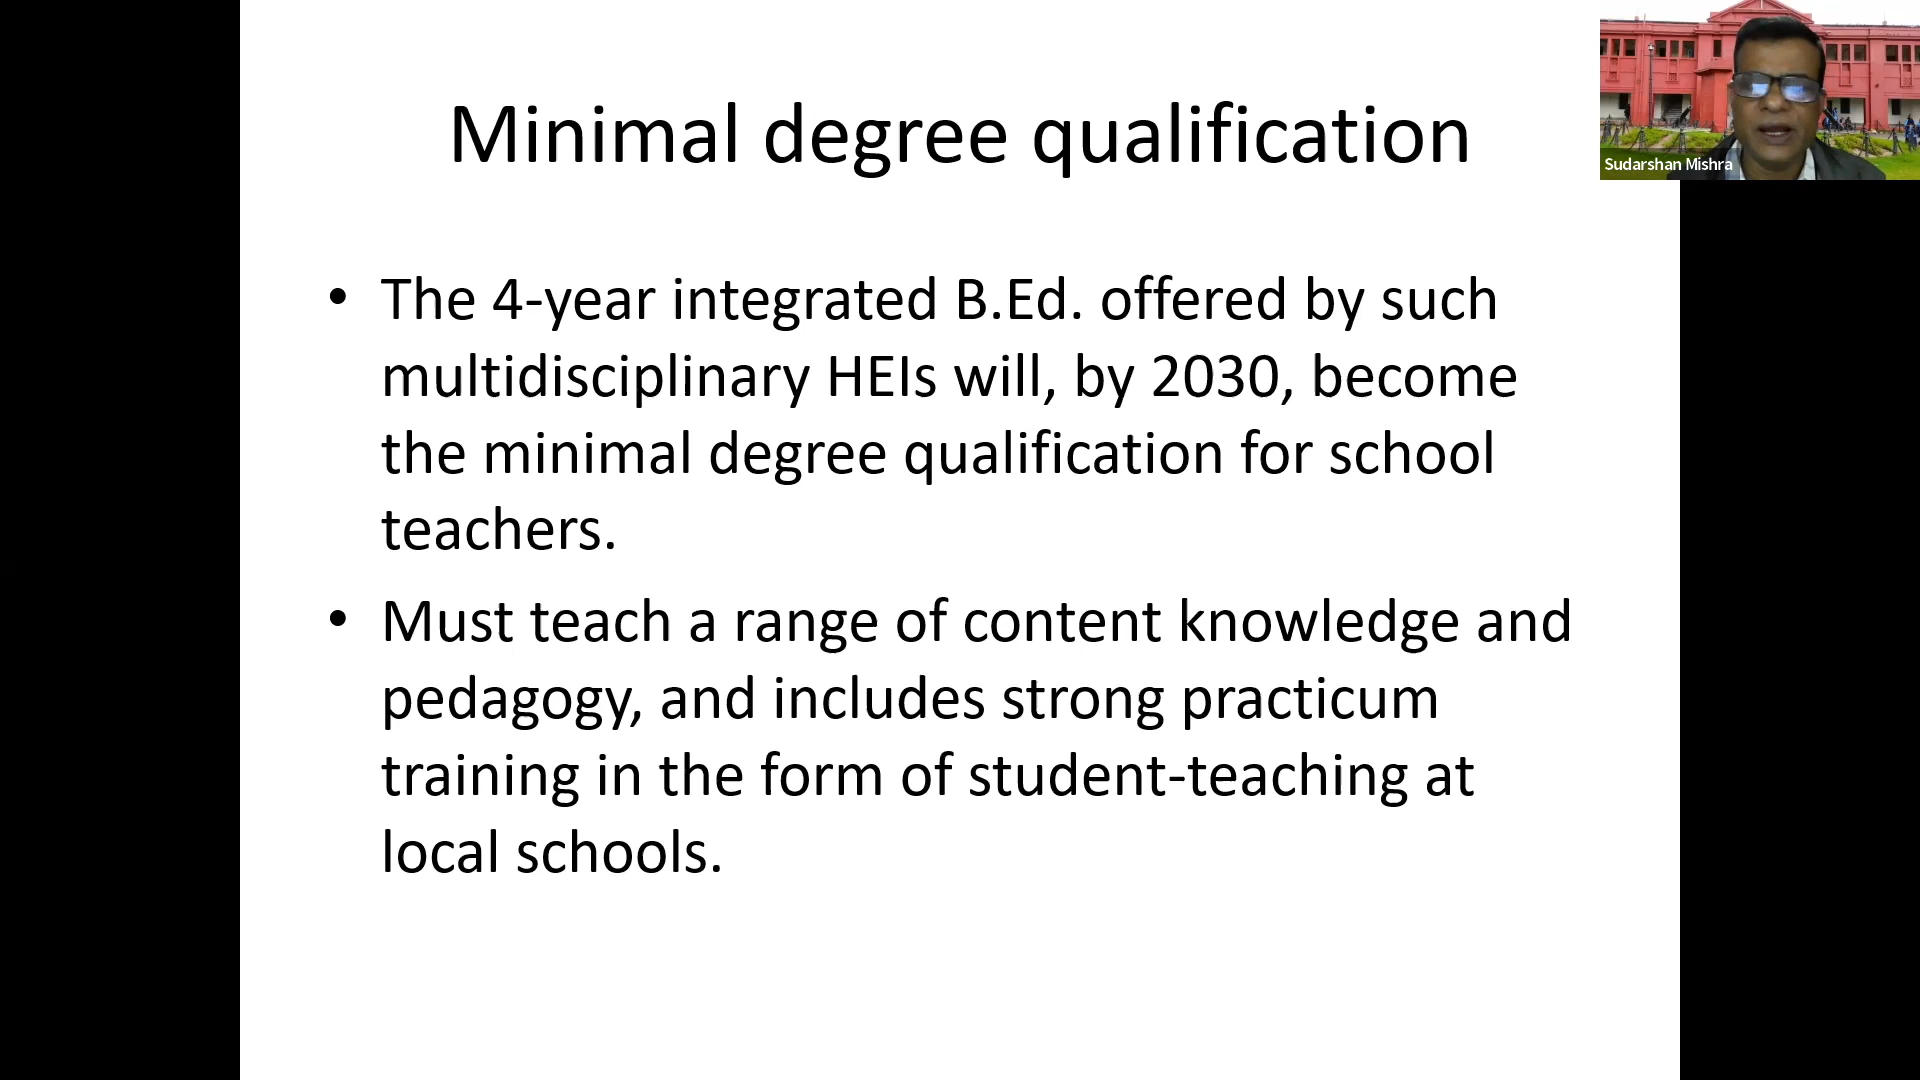 Minimal degree qualification
Sudarshan Mishra
• The 4-year integrated B.Ed. offered by such
multidisciplinary HEIs will, by 2030, become
the minimal degree qualification for school
teachers.
• Must teach a range of content knowledge and
pedagogy, and includes strong practicum
training in the form of student-teaching at
local schools.